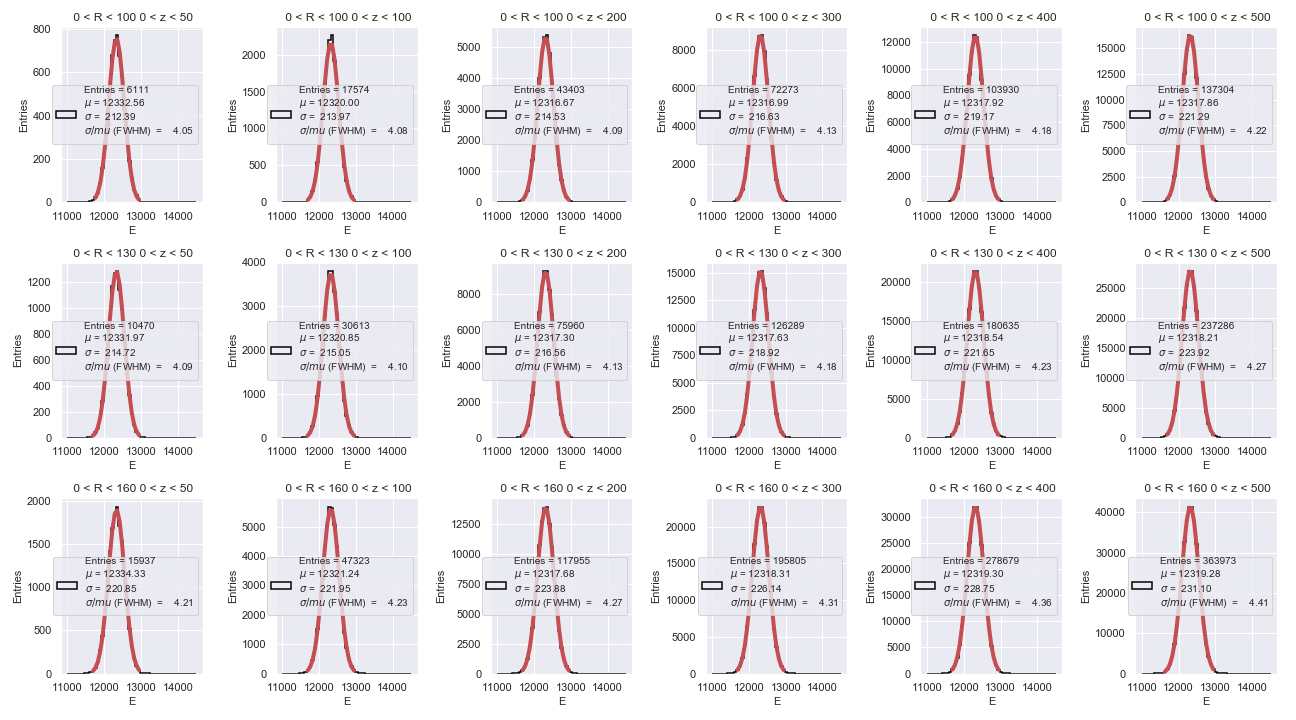 0 < R < 100 0 < z < 50
Entries
800
600
400
200
0
Entries = 6111
μ = 12332.56
σ = 212.39
σ/mu (FWHM) = 4.05
11000 12000 13000 14000
E
0 < R < 100 0 < z < 100
Entries
2000
1500
1000
500
0
Entries = 17574
μ = 12320.00
σ = 213.97
σ/mu (FWHM) = 4.08
11000 12000 13000 14000
E
0 < R < 100 0 < z < 200
Entries
5000
4000
3000
2000
1000
0
Entries = 43403
μ = 12316.67
σ = 214.53
σ/mu (FWHM) = 4.09
11000 12000 13000 14000
E
0 < R < 100 0 < z < 300
Entries
8000
6000
4000
2000
0
Entries = 72273
μ = 12316.99
σ = 216.63
σ/mu (FWHM) = 4.13
11000 12000 13000 14000
E
0 < R < 100 0 < z < 400
Entries
12000
10000
8000
6000
4000
2000
0
Entries = 103930
μ = 12317.92
σ = 219.17
σ/mu (FWHM) = 4.18
11000 12000 13000 14000
E
0 < R < 100 0 < z < 500
Entries
15000
12500
10000
7500
5000
2500
0
Entries = 137304
μ = 12317.86
σ = 221.29
σ/mu (FWHM) = 4.22
11000 12000 13000 14000
E
0 < R < 130 0 < z < 50
Entries
1200
1000
800
600
400
200
0
Entries = 10470
μ = 12331.97
σ = 214.72
σ/mu (FWHM) = 4.09
11000 12000 13000 14000
E
0 < R < 130 0 < z < 100
Entries
4000
3000
2000
1000
0
Entries = 30613
μ = 12320.85
σ = 215.05
σ/mu (FWHM) = 4.10
11000 12000 13000 14000
E
0 < R < 130 0 < z < 200
Entries
8000
6000
4000
2000
0
Entries = 75960
μ = 12317.30
σ = 216.56
σ/mu (FWHM) = 4.13
11000 12000 13000 14000
E
0 < R < 130 0 < z < 300
Entries
15000
12500
10000
7500
5000
2500
0
Entries = 126289
μ = 12317.63
σ = 218.92
σ/mu (FWHM) = 4.18
11000 12000 13000 14000
E
0 < R < 130 0 < z < 400
Entries
20000
15000
10000
5000
0
Entries = 180635
μ = 12318.54
σ = 221.65
σ/mu (FWHM) = 4.23
11000 12000 13000 14000
E
0 < R < 130 0 < z < 500
Entries
25000
20000
15000
10000
5000
0
Entries = 237286
μ = 12318.21
σ = 223.92
σ/mu (FWHM) = 4.27
11000 12000 13000 14000
E
0 < R < 160 0 < z < 50
Entries
2000
1500
1000
500
0
Entries = 15937
μ = 12334.33
σ = 220.85
σ/mu (FWHM) = 4.21
11000 12000 13000 14000
E
0 < R < 160 0 < z < 100
Entries
5000
4000
3000
2000
1000
0
Entries = 47323
μ = 12321.24
σ = 221.95
σ/mu (FWHM) = 4.23
11000 12000 13000 14000
E
0 < R < 160 0 < z < 200
Entries
12500
10000
7500
5000
2500
0
Entries = 117955
μ = 12317.68
σ = 223.88
σ/mu (FWHM) = 4.27
11000 12000 13000 14000
E
0 < R < 160 0 < z < 300
Entries
20000
15000
10000
5000
0
Entries = 195805
μ = 12318.31
σ = 226.14
σ/mu (FWHM) = 4.31
11000 12000 13000 14000
E
0 < R < 160 0 < z < 400
Entries
30000
25000
20000
15000
10000
5000
0
Entries = 278679
μ = 12319.30
σ = 228.75
σ/mu (FWHM) = 4.36
11000 12000 13000 14000
E
0 < R < 160 0 < z < 500
Entries
40000
30000
20000
10000
0
Entries = 363973
μ = 12319.28
σ = 231.10
σ/mu (FWHM) = 4.41
11000 12000 13000 14000
E